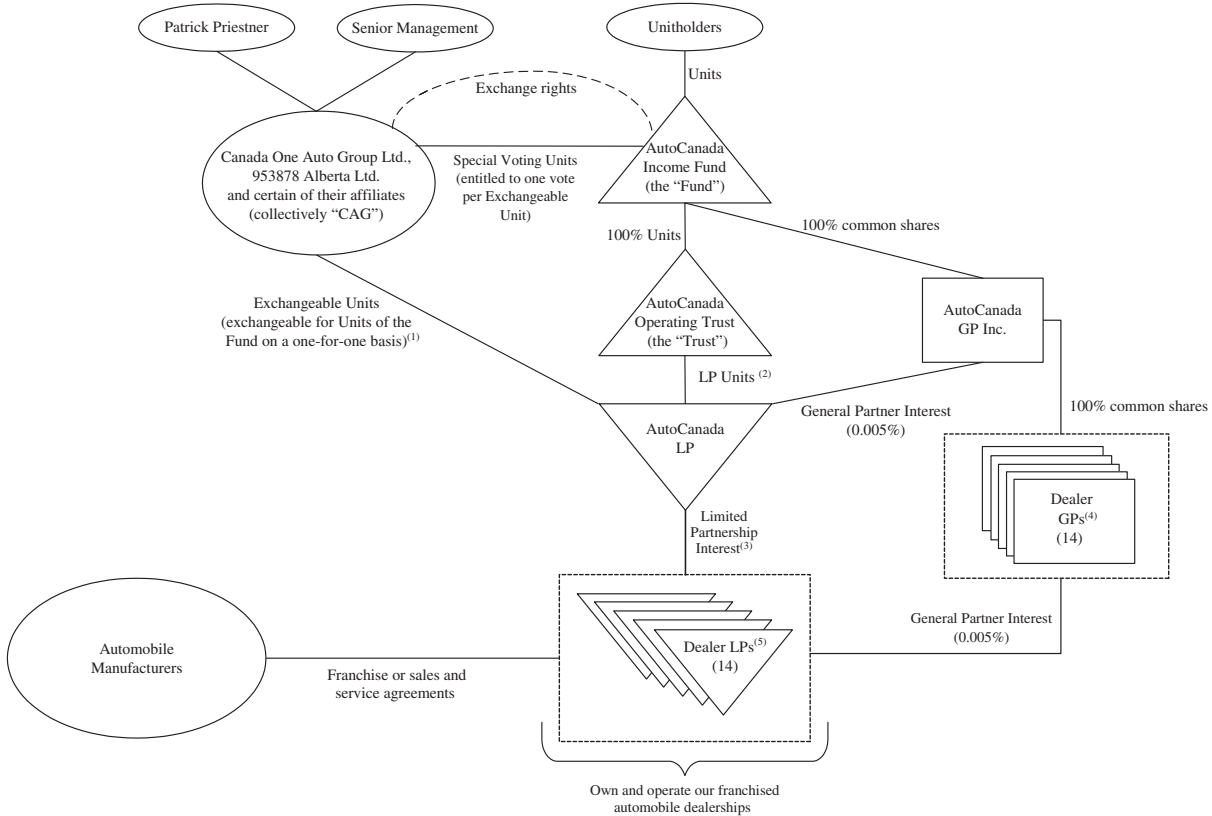 Patrick Priestner
Senior Management
Unitholders
Units
Exchange rights
Canada One Auto Group Ltd.,
953878 Alberta Ltd.
and certain of their affiliates
(collectively “CAG”)
Special Voting Units
(entitled to one vote
per Exchangeable
Unit)
AutoCanada
Income Fund
(the “Fund”)
100% Units
100% common shares
Exchangeable Units
(exchangeable for Units of the
Fund on a one-for-one basis)(1)
AutoCanada
Operating Trust
(the “Trust”)
AutoCanada
GP Inc.
LP Units (2)
General Partner Interest
(0.005%)
100% common shares
AutoCanada
LP
Dealer
GPs(4)
(14)
Limited
Partnership
Interest(3)
General Partner Interest
(0.005%)
Automobile
Manufacturers
Franchise or sales and
service agreements
Dealer LPs(5)
(14)
Own and operate our franchised
automobile dealerships